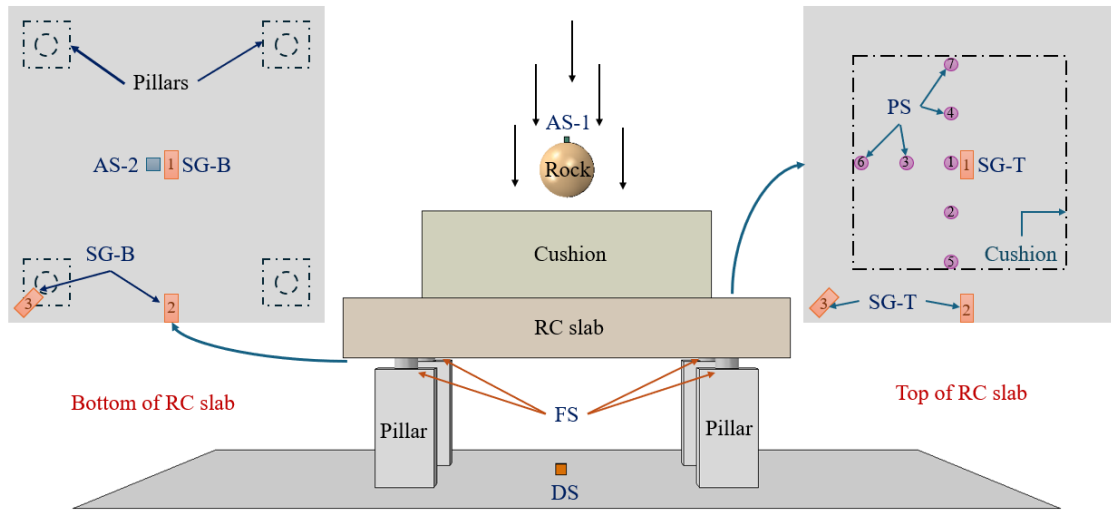 Pillars
AS-2
1
SG-B
SG-B
3
2
Bottom of RC slab
AS-1
Rock
Cushion
RC slab
FS
Pillar
Pillar
DS
7
PS
4
6
3
1
1
SG-T
2
Cushion
5
3
SG-T
2
Top of RC slab